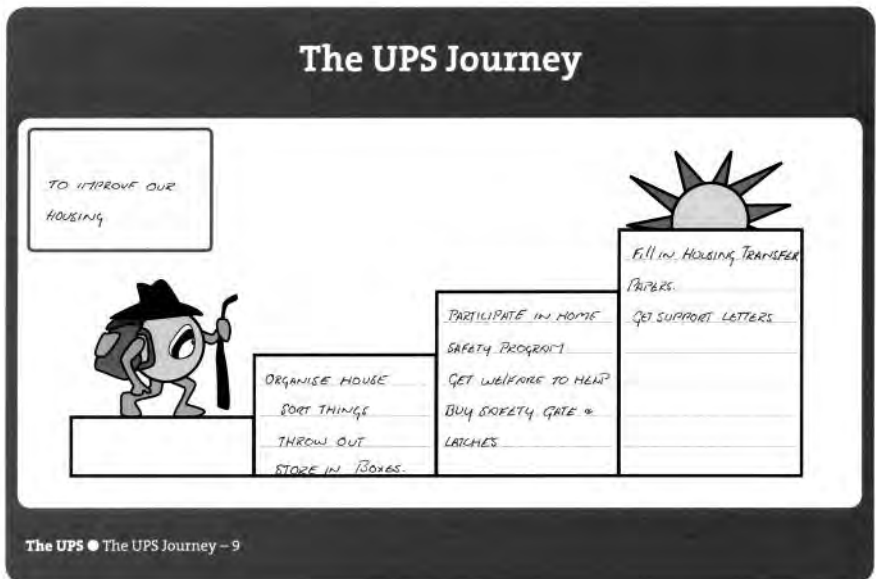 The UPS Journey
TO IMPROVE OUR
HOUSING
ORGANISE HOUSE
SORT THINGS
THROW OUT
STORE IN BOXES.
PARTICIPATE IN HOME
SAFETY PROGRAM
GET WELFARE TO HELP
BUY SAFETY GATE &
LATCHES
Fill in HOUSING TRANSFER
PAPERS.
GET SUPPORT LETTERS
The UPS ● The UPS Journey – 9